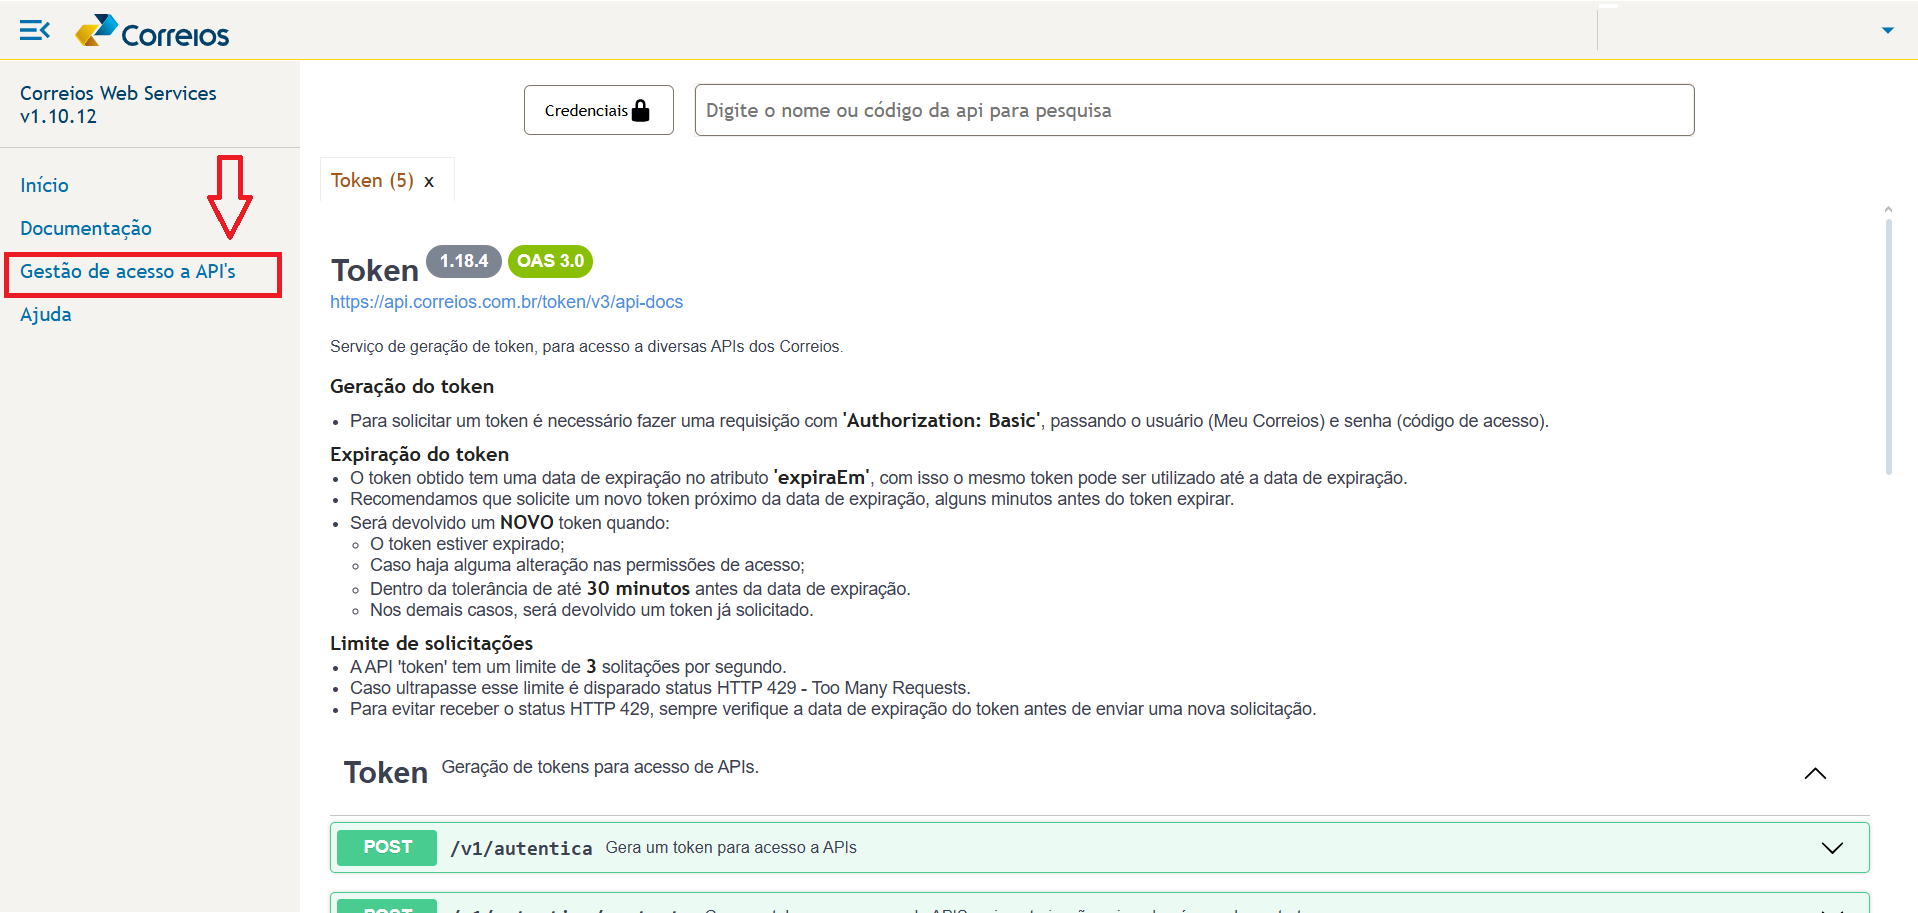 Correios
Correios Web Services
v1.10.12
Início
Documentação
Gestão de acesso a API's
Ajuda
Credenciais
Digite o nome ou código da api para pesquisa
Token (5) x
Token 1.18.4 OAS 3.0
https://api.correios.com.br/token/v3/api-docs
Serviço de geração de token, para acesso a diversas APIs dos Correios.
Geração do token
• Para solicitar um token é necessário fazer uma requisição com 'Authorization: Basic', passando o usuário (Meu Correios) e senha (código de acesso).
Expiração do token
• O token obtido tem uma data de expiração no atributo 'expiraEm', com isso o mesmo token pode ser utilizado até a data de expiração.
• Recomendamos que solicite um novo token próximo da data de expiração, alguns minutos antes do token expirar.
• Será devolvido um NOVO token quando:
◦ O token estiver expirado;
◦ Caso haja alguma alteração nas permissões de acesso;
◦ Dentro da tolerância de até 30 minutos antes da data de expiração.
◦ Nos demais casos, será devolvido um token já solicitado.
Limite de solicitações
• A API 'token' tem um limite de 3 solitações por segundo.
• Caso ultrapasse esse limite é disparado status HTTP 429 - Too Many Requests.
• Para evitar receber o status HTTP 429, sempre verifique a data de expiração do token antes de enviar uma nova solicitação.
Token Geração de tokens para acesso de APIs.
POST /v1/autentica Gera um token para acesso a APIs
POST